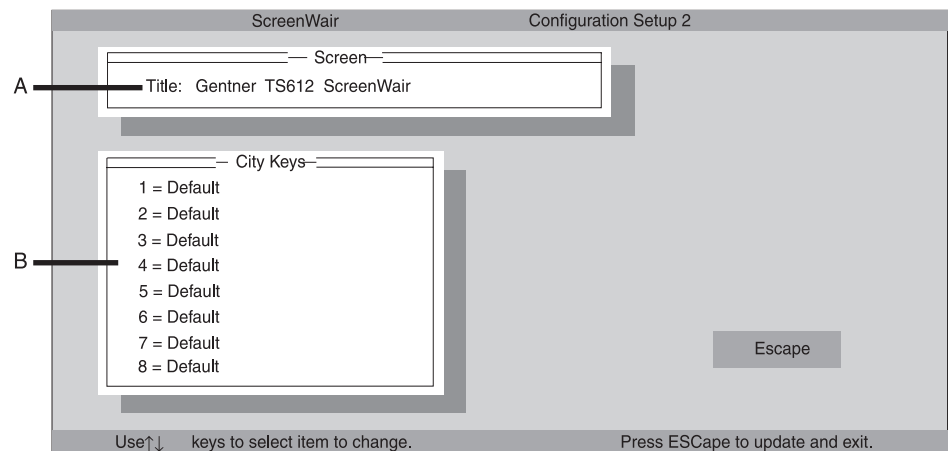 ScreenWair Configuration Setup 2
Screen
A
Title: Gentner TS612 ScreenWair
City Keys
1 = Default
2 = Default
3 = Default
B
4 = Default
5 = Default
6 = Default
7 = Default
8 = Default
Escape
Use↑↓ keys to select item to change. Press ESCape to update and exit.